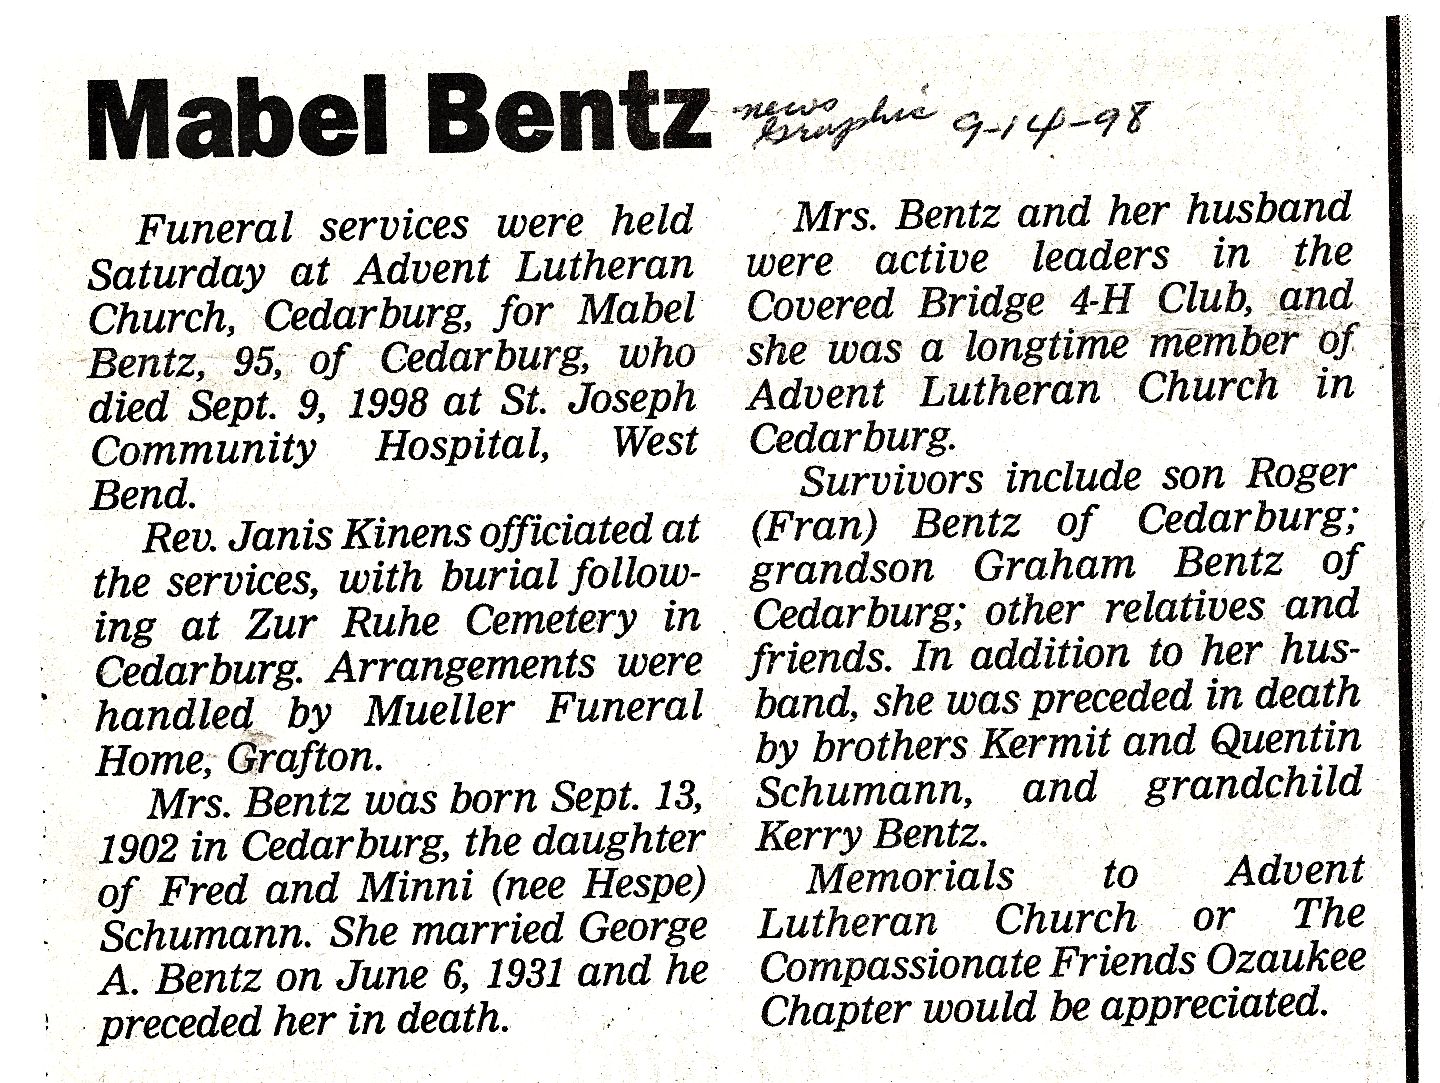 Mabel Bentz
news
Graphic 9-14-98
Funeral services were held
Saturday at Advent Lutheran
Church, Cedarburg, for Mabel
Bentz, 95, of Cedarburg, who
died Sept. 9, 1998 at St. Joseph
Community Hospital, West
Bend.
Rev. Janis Kinens officiated at
the services, with burial follow-
ing at Zur Ruhe Cemetery in
Cedarburg. Arrangements were
handled by Mueller Funeral
Home, Grafton.
Mrs. Bentz was born Sept. 13,
1902 in Cedarburg, the daughter
of Fred and Minni (nee Hespe)
Schumann. She married George
A. Bentz on June 6, 1931 and he
preceded her in death.
Mrs. Bentz and her husband
were active leaders in the
Covered Bridge 4-H Club, and
she was a longtime member of
Advent Lutheran Church in
Cedarburg.
Survivors include son Roger
(Fran) Bentz of Cedarburg;
grandson Graham Bentz of
Cedarburg; other relatives and
friends. In addition to her hus-
band, she was preceded in death
by brothers Kermit and Quentin
Schumann, and grandchild
Kerry Bentz.
Memorials to Advent
Lutheran Church or The
Compassionate Friends Ozaukee
Chapter would be appreciated.